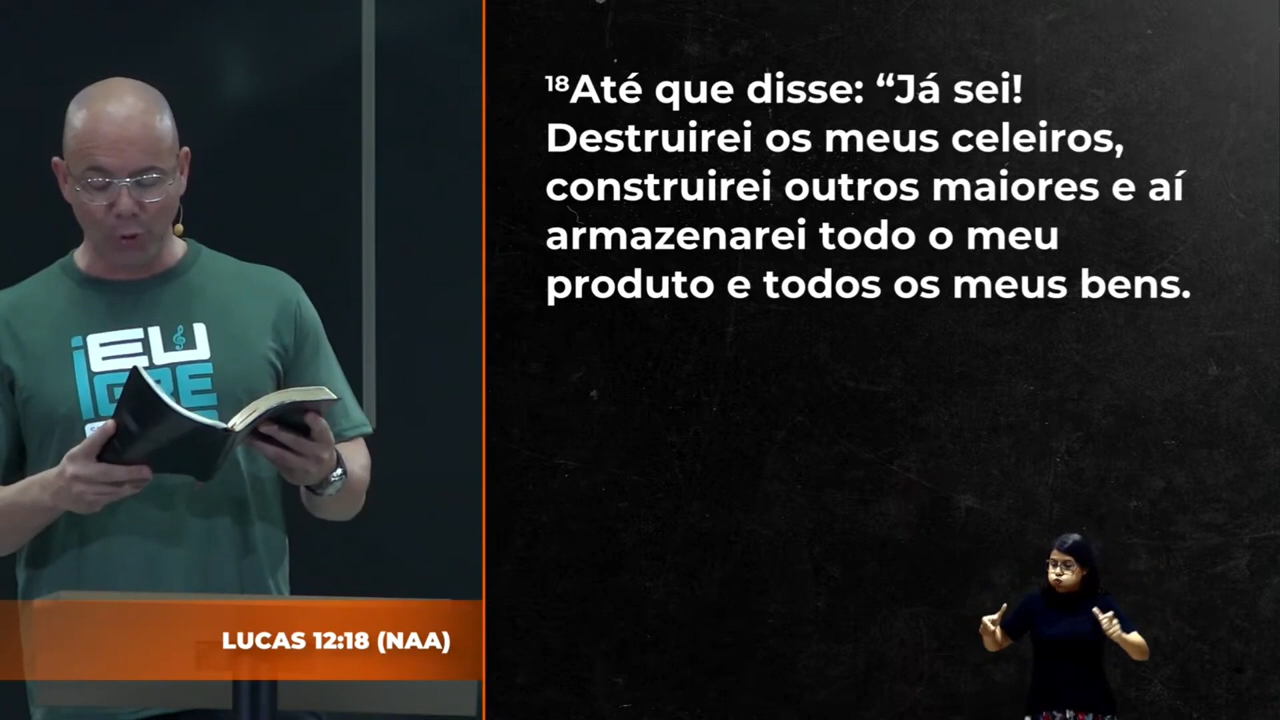 ¹⁸Até que disse: “Já sei!
Destruirei os meus celeiros,
construirei outros maiores e aí
armazenarei todo o meu
produto e todos os meus bens.
iEU
LUCAS 12:18 (NAA)